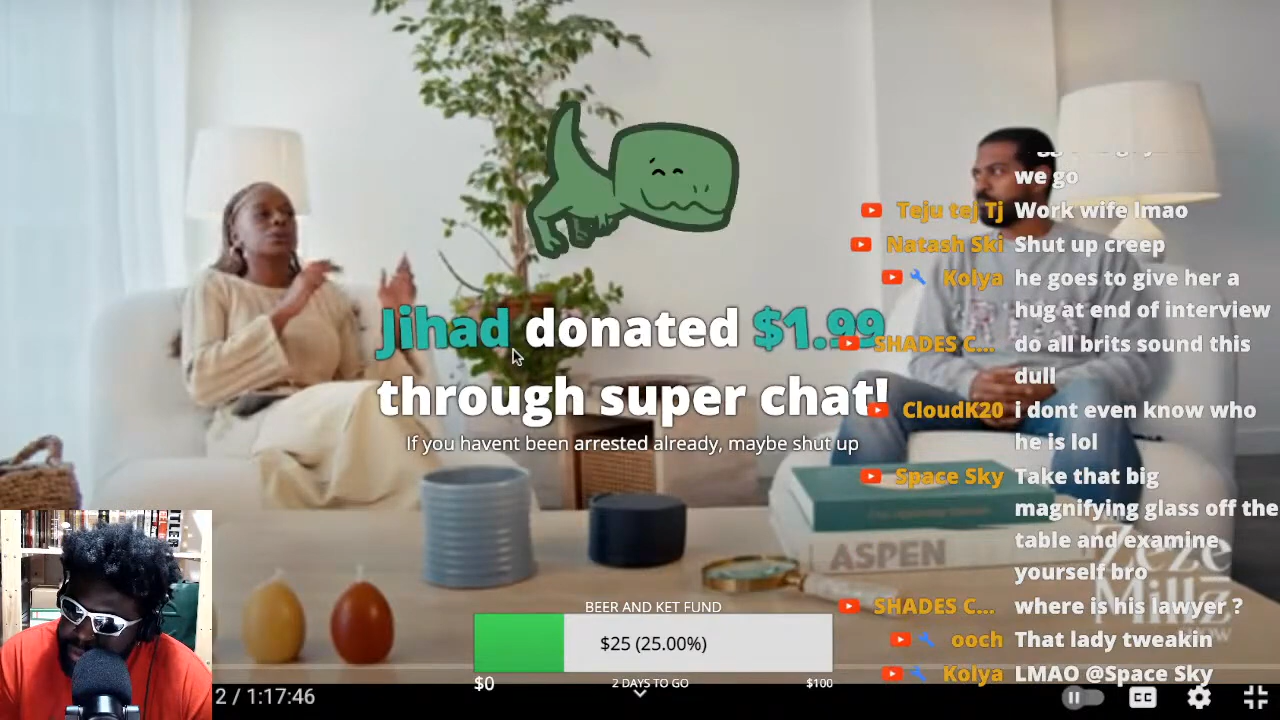 we go
Teju tej Tj Work wife lmao
Natash Ski Shut up creep
Kolya he goes to give her a
hug at end of interview
SHADES C... do all brits sound this
dull
CloudK20 i dont even know who
he is lol
Space Sky Take that big
magnifying glass off the
table and examine
yourself bro
SHADES C... where is his lawyer ?
ooch That lady tweakin
Kolya LMAO @Space Sky
Jihad donated $1.99
through super chat!
If you havent been arrested already, maybe shut up
ASPEN
Zeze
Millz
SHOW
BEER AND KET FUND
$25 (25.00%)
$0
2 DAYS TO GO
$100
2 / 1:17:46
CC